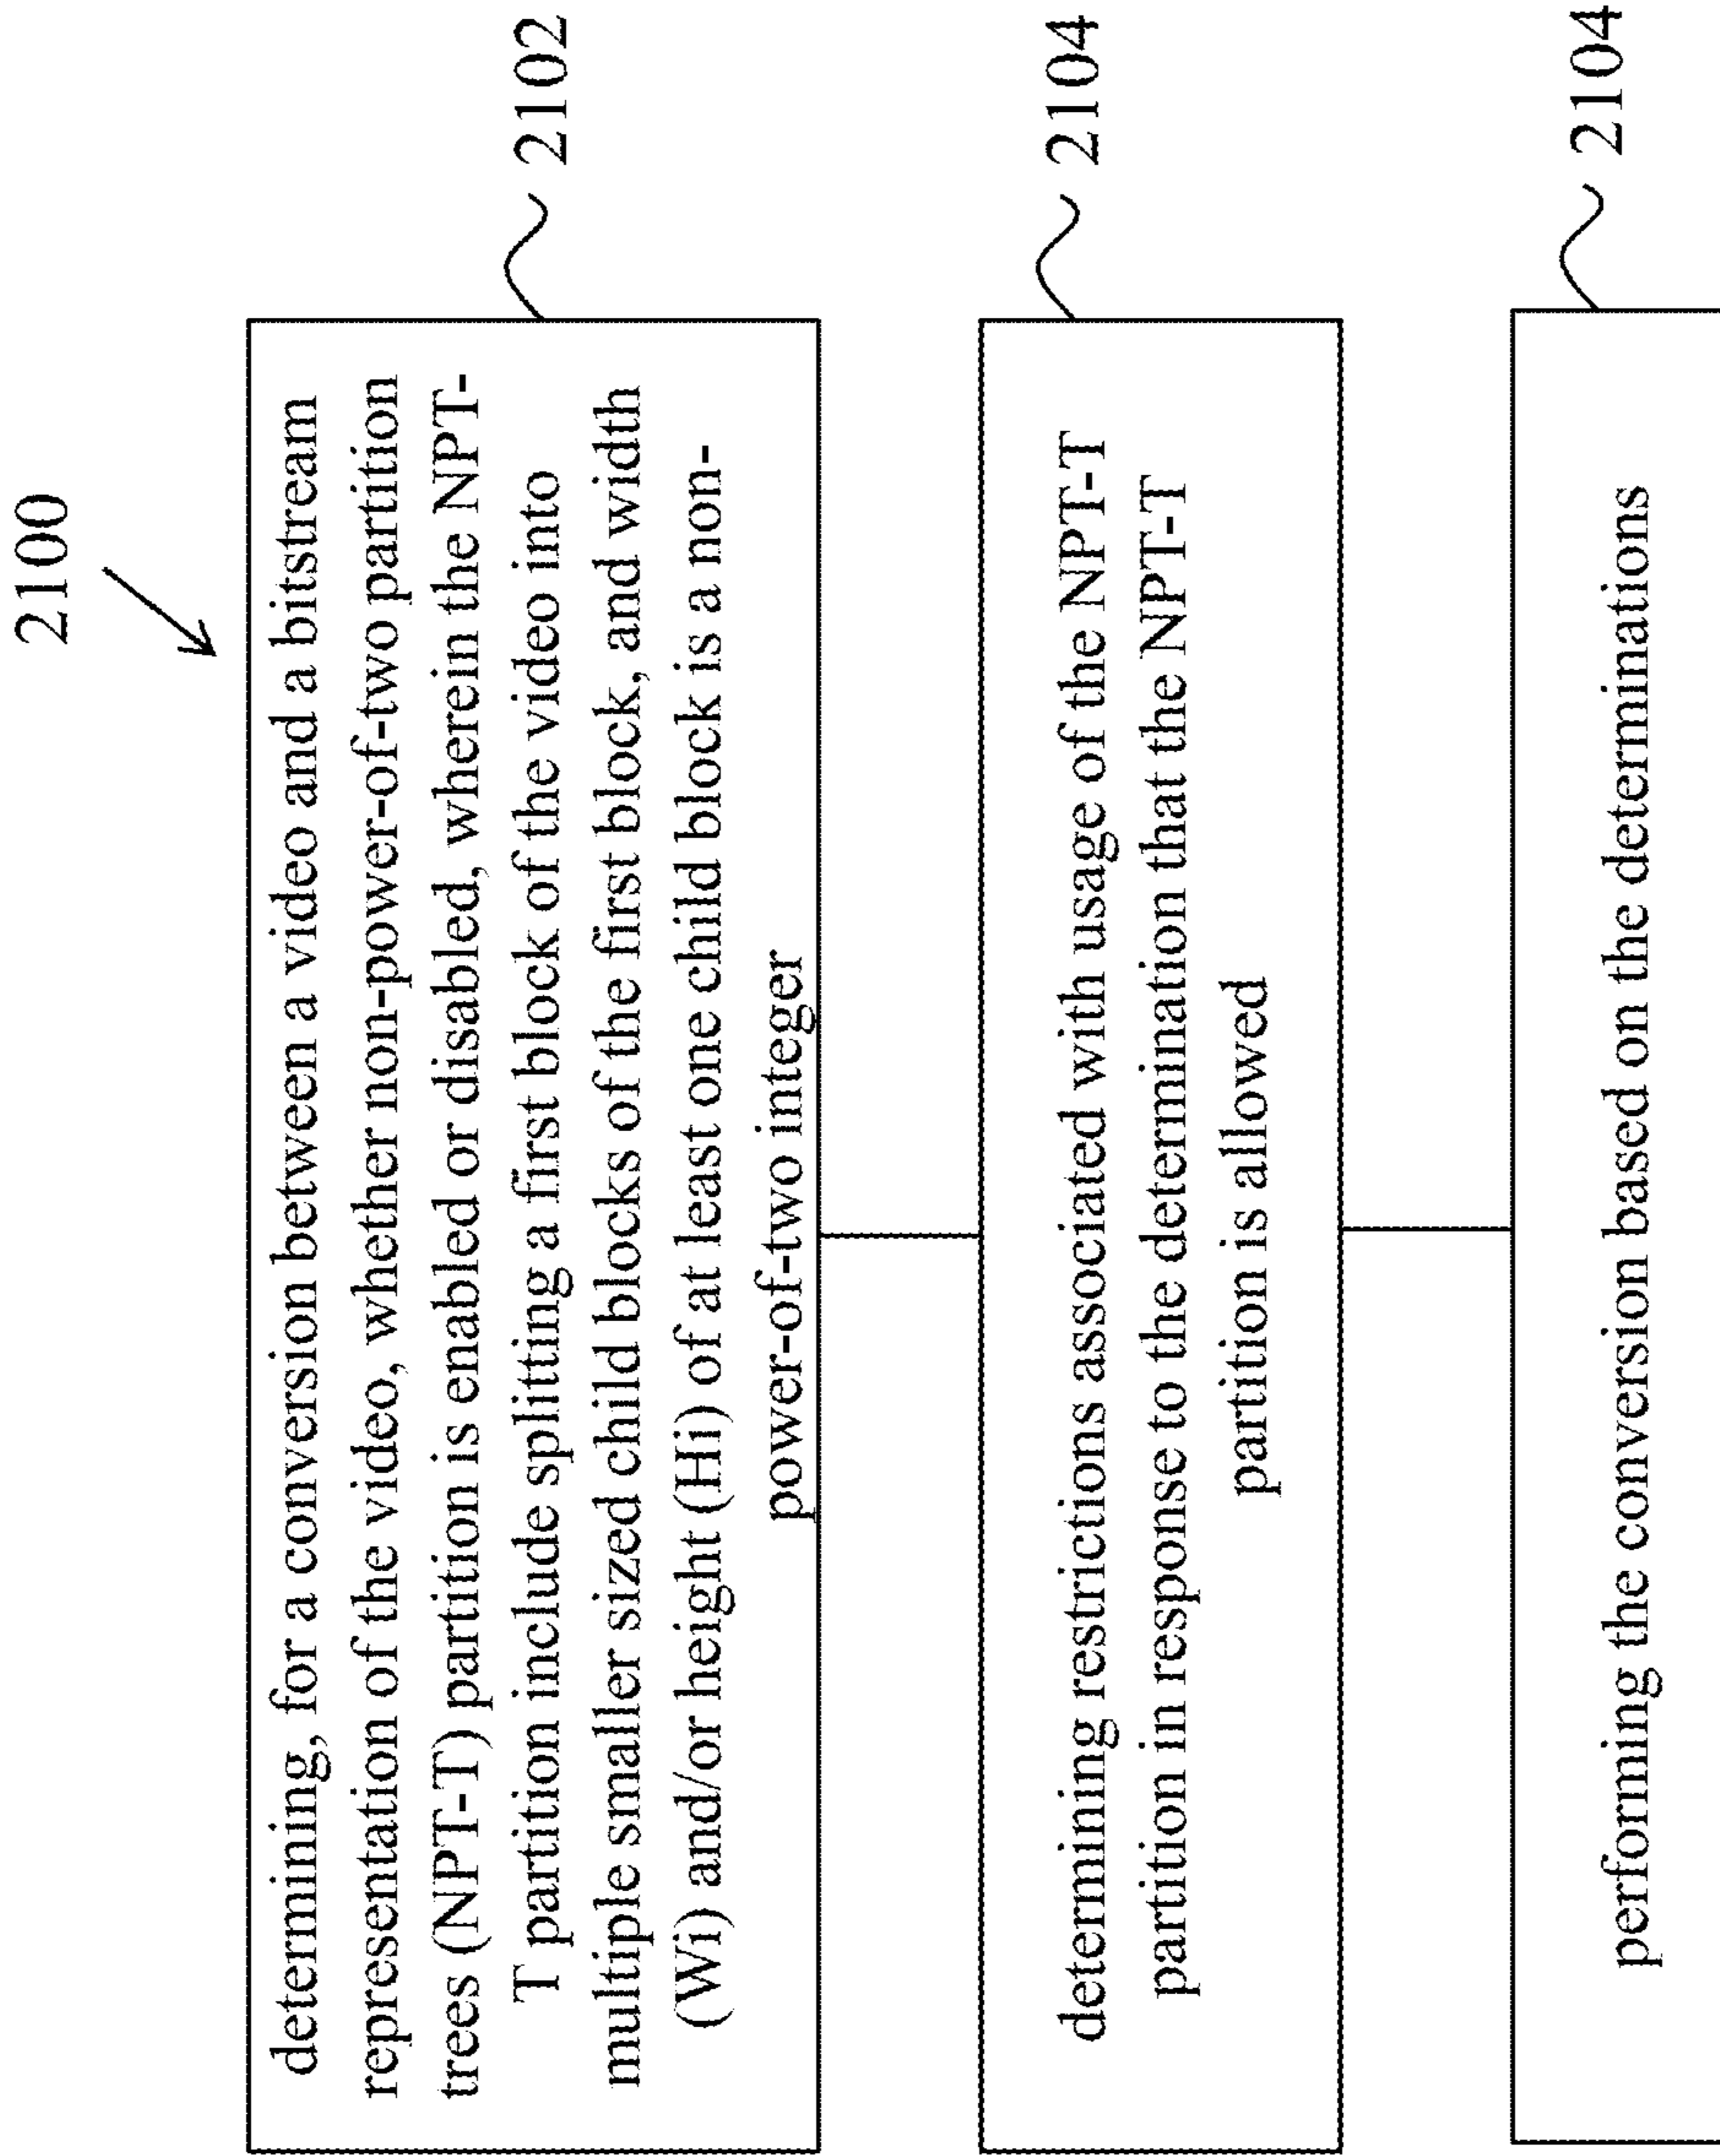 2100
determining, for a conversion between a video and a bitstream
representation of the video, whether non-power-of-two partition
trees (NPT-T) partition is enabled or disabled, wherein the NPT-
T partition include splitting a first block of the video into
multiple smaller sized child blocks of the first block, and width
(Wi) and/or height (Hi) of at least one child block is a non-
power-of-two integer
2102
determining restrictions associated with usage of the NPT-T
partition in response to the determination that the NPT-T
partition is allowed
2104
performing the conversion based on the determinations
2104